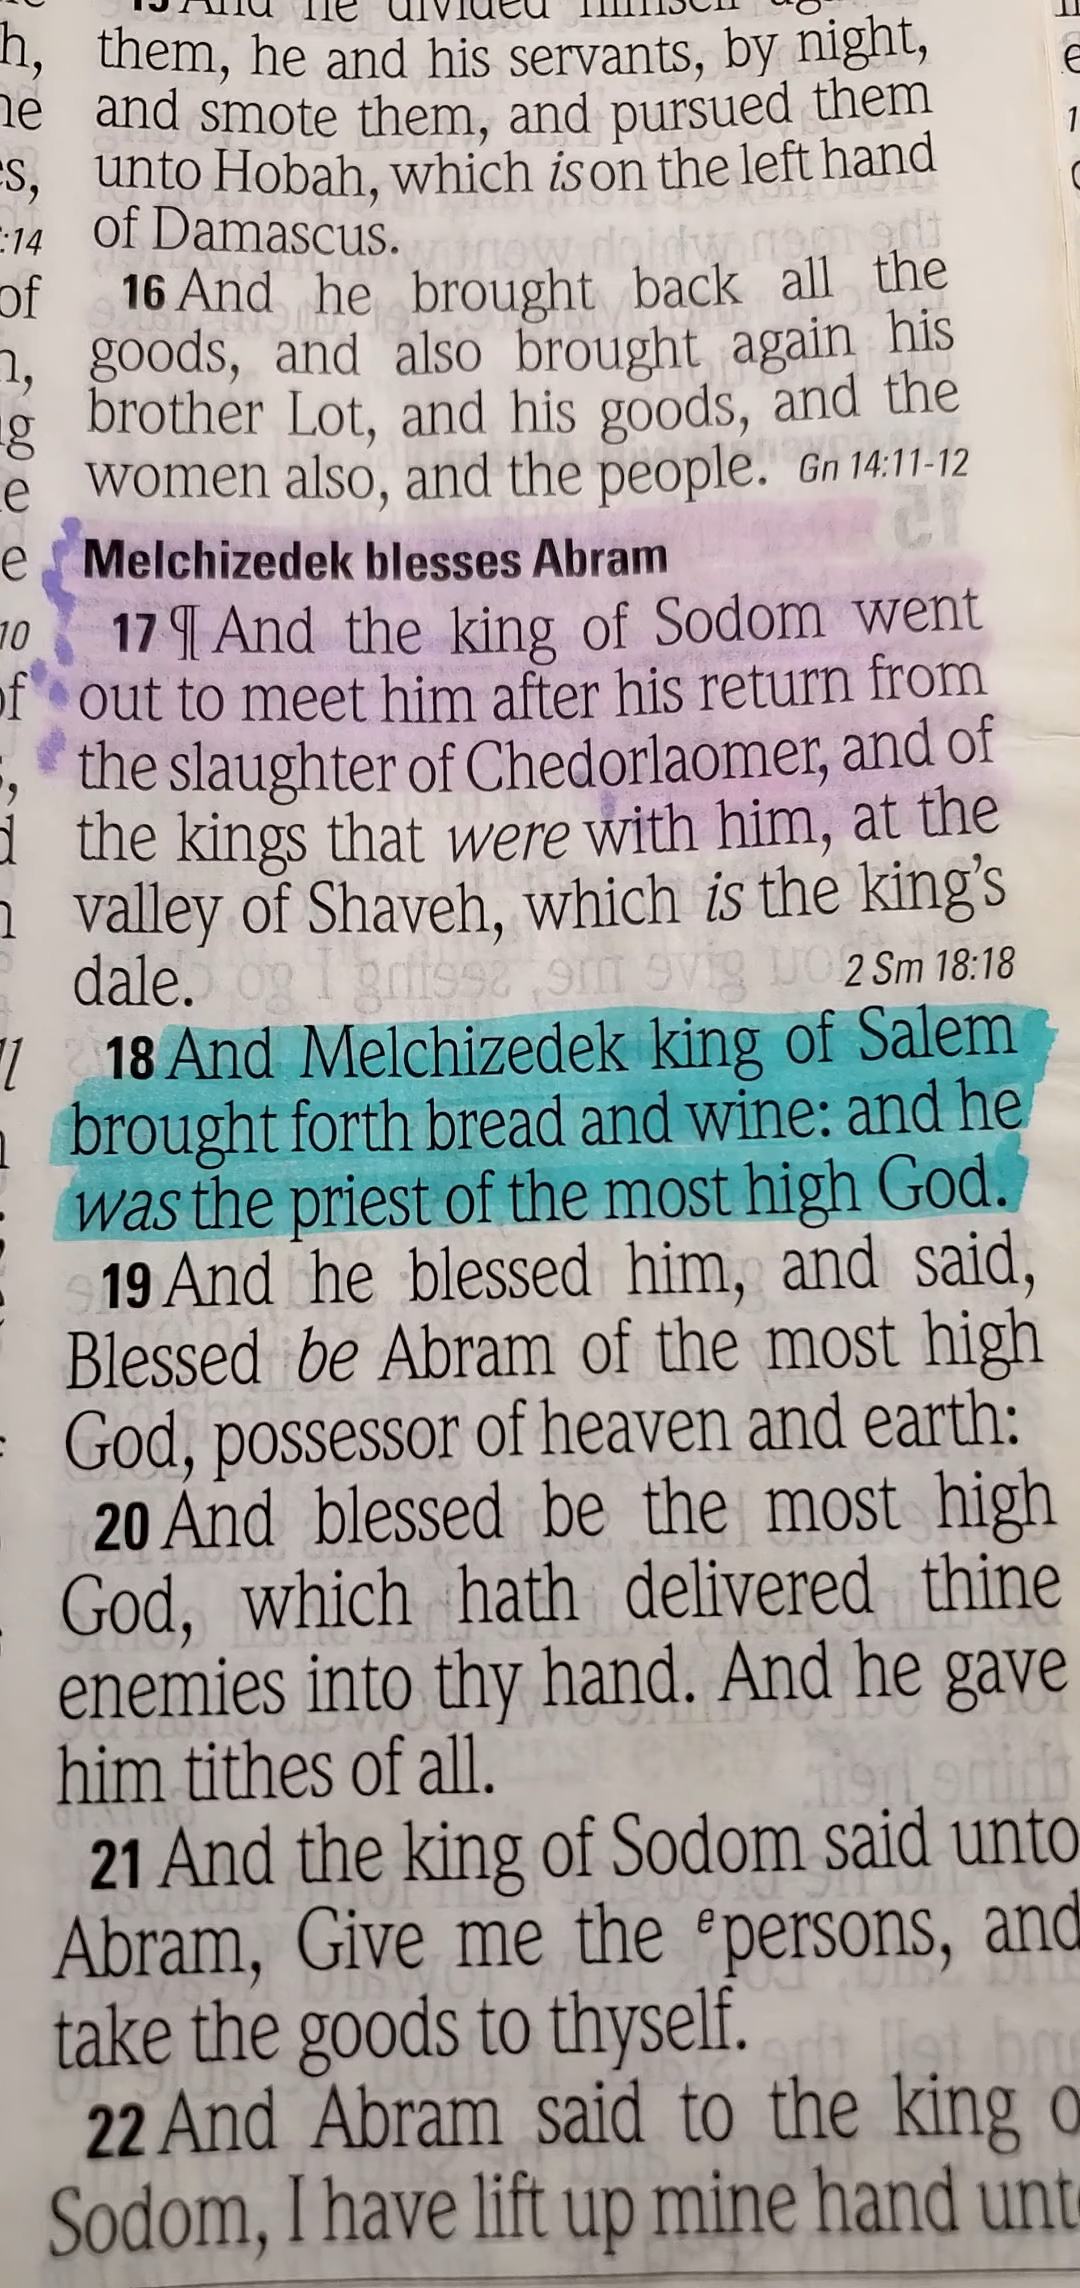 15 And he divided himself
them, he and his servants, by night,
and smote them, and pursued them
unto Hobah, which is on the left hand
of Damascus.
16 And he brought back all the
goods, and also brought again his
brother Lot, and his goods, and the
women also, and the people. Gn 14:11-12
Melchizedek blesses Abram
17 ¶ And the king of Sodom went
out to meet him after his return from
the slaughter of Chedorlaomer, and of
the kings that were with him, at the
valley of Shaveh, which is the king's
dale. 2 Sm 18:18
18 And Melchizedek king of Salem
brought forth bread and wine: and he
was the priest of the most high God.
19 And he blessed him, and said,
Blessed be Abram of the most high
God, possessor of heaven and earth:
20 And blessed be the most high
God, which hath delivered thine
enemies into thy hand. And he gave
him tithes of all.
21 And the king of Sodom said unto
Abram, Give me the e persons, and
take the goods to thyself.
22 And Abram said to the king o
Sodom, I have lift up mine hand unt